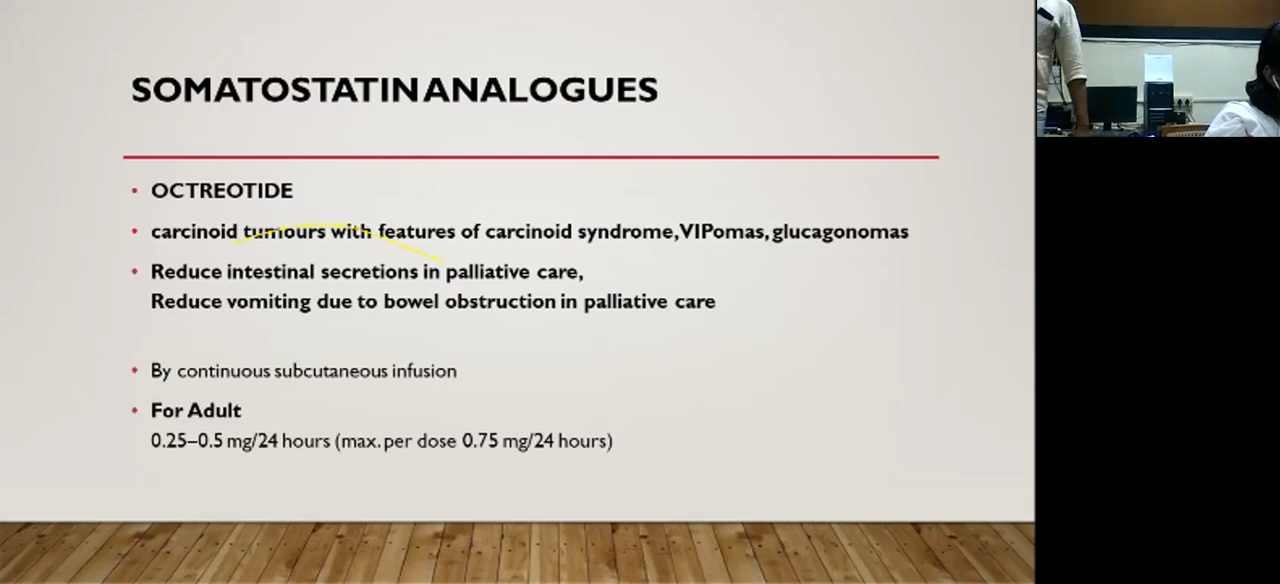 SOMATOSTATIN ANALOGUES
• OCTREOTIDE
• carcinoid tumours with features of carcinoid syndrome, VIPomas, glucagonomas
• Reduce intestinal secretions in palliative care,
Reduce vomiting due to bowel obstruction in palliative care
• By continuous subcutaneous infusion
• For Adult
0.25–0.5 mg/24 hours (max. per dose 0.75 mg/24 hours)